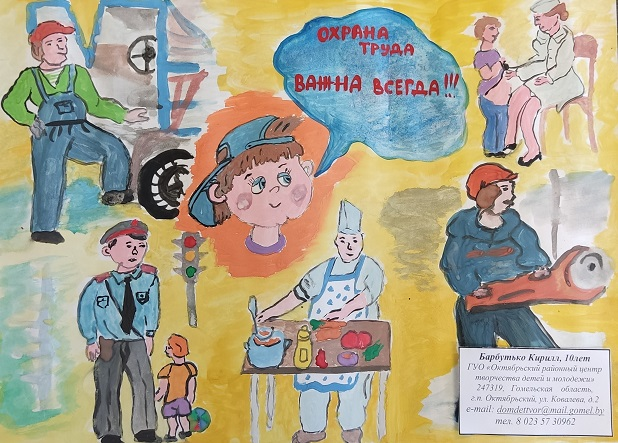 ОХРАНА
ТРУДА
ВАЖНА ВСЕГДА!!!
Барбутько Кирилл, 10лет
ГУО «Октябрьский районный центр
творчества детей и молодежи»
247319, Гомельская область,
г.п. Октябрьский, ул. Ковалева, д.2
e-mail: domdettvor@mail.gomel.by
тел. 8 023 57 30962